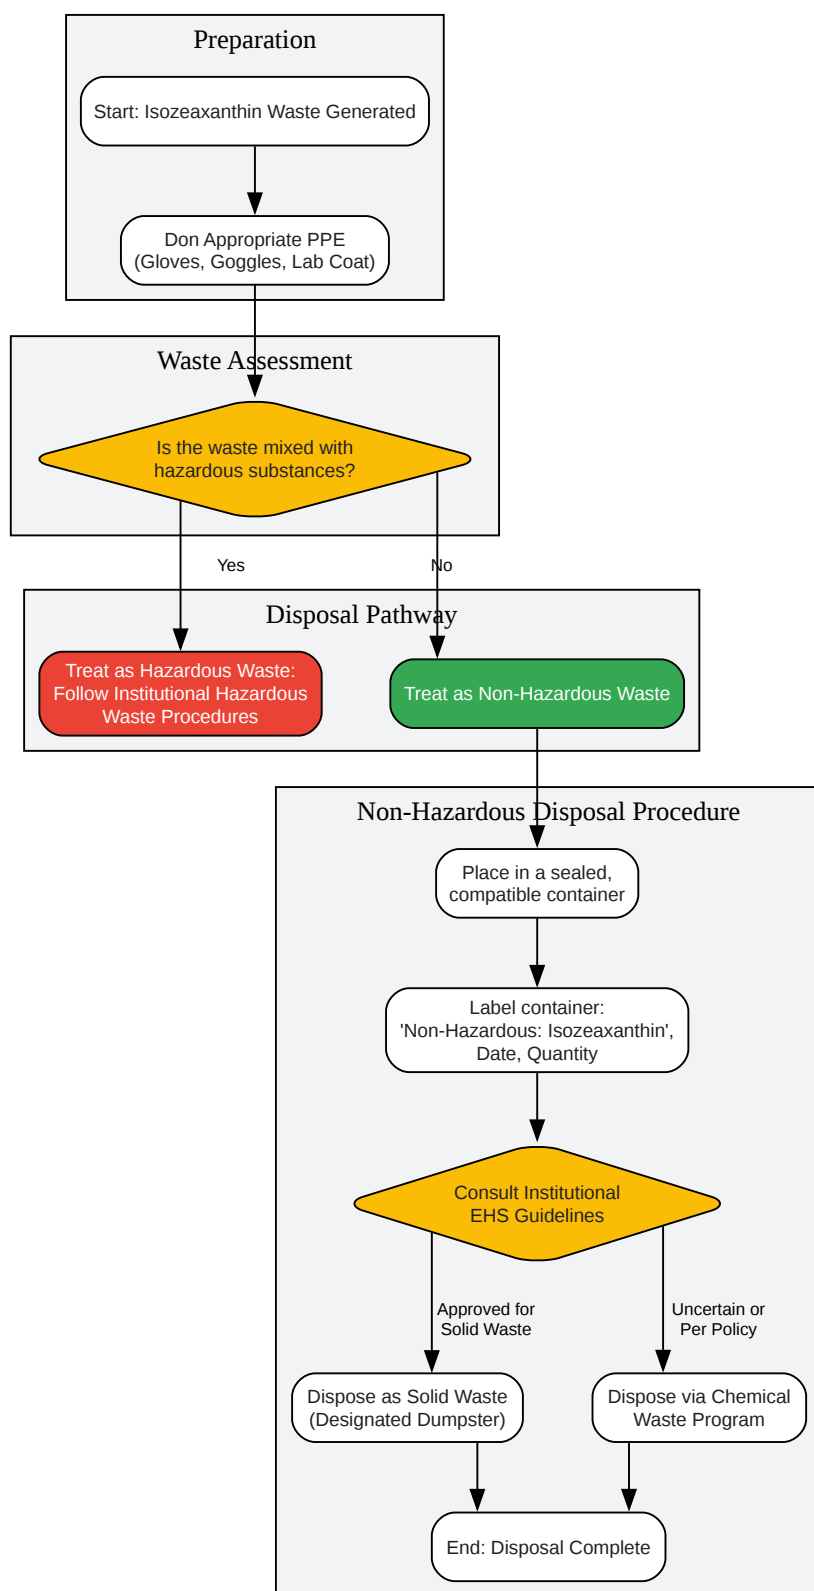 Preparation
Start: Isozeaxanthin Waste Generated
Don Appropriate PPE
(Gloves, Goggles, Lab Coat)
Waste Assessment
Is the waste mixed with
hazardous substances?
Yes
No
Disposal Pathway
Treat as Hazardous Waste:
Follow Institutional Hazardous
Waste Procedures
Treat as Non-Hazardous Waste
Non-Hazardous Disposal Procedure
Place in a sealed,
compatible container
Label container:
'Non-Hazardous: Isozeaxanthin',
Date, Quantity
Consult Institutional
EHS Guidelines
Approved for
Solid Waste
Uncertain or
Per Policy
Dispose as Solid Waste
(Designated Dumpster)
Dispose via Chemical
Waste Program
End: Disposal Complete